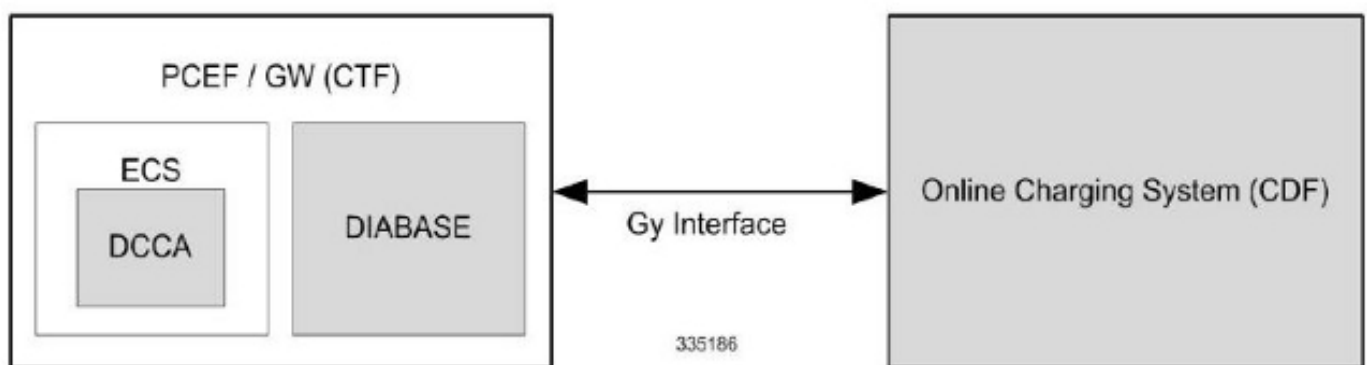 PCEF / GW (CTF)
ECS
DCCA
DIABASE
Gy Interface
Online Charging System (CDF)
335186